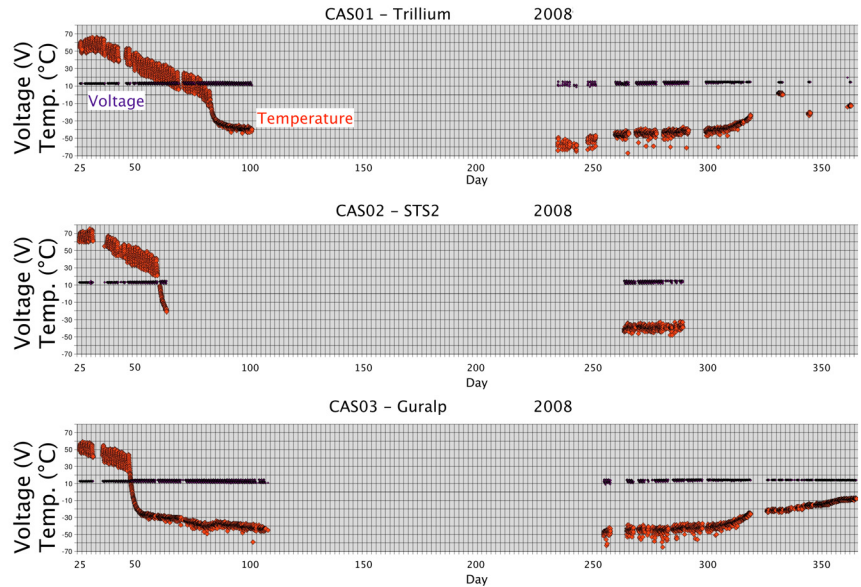 CAS01 – Trillium 2008
Voltage (V)
Temp. (°C)
70
50
30
10
-10
-30
-50
-70
Voltage
Temperature
25 50 100 150 200 250 300 350
Day
CAS02 – STS2 2008
Voltage (V)
Temp. (°C)
70
50
30
10
-10
-30
-50
-70
25 50 100 150 200 250 300 350
Day
CAS03 – Guralp 2008
Voltage (V)
Temp. (°C)
70
50
30
10
-10
-30
-50
-70
25 50 100 150 200 250 300 350
Day